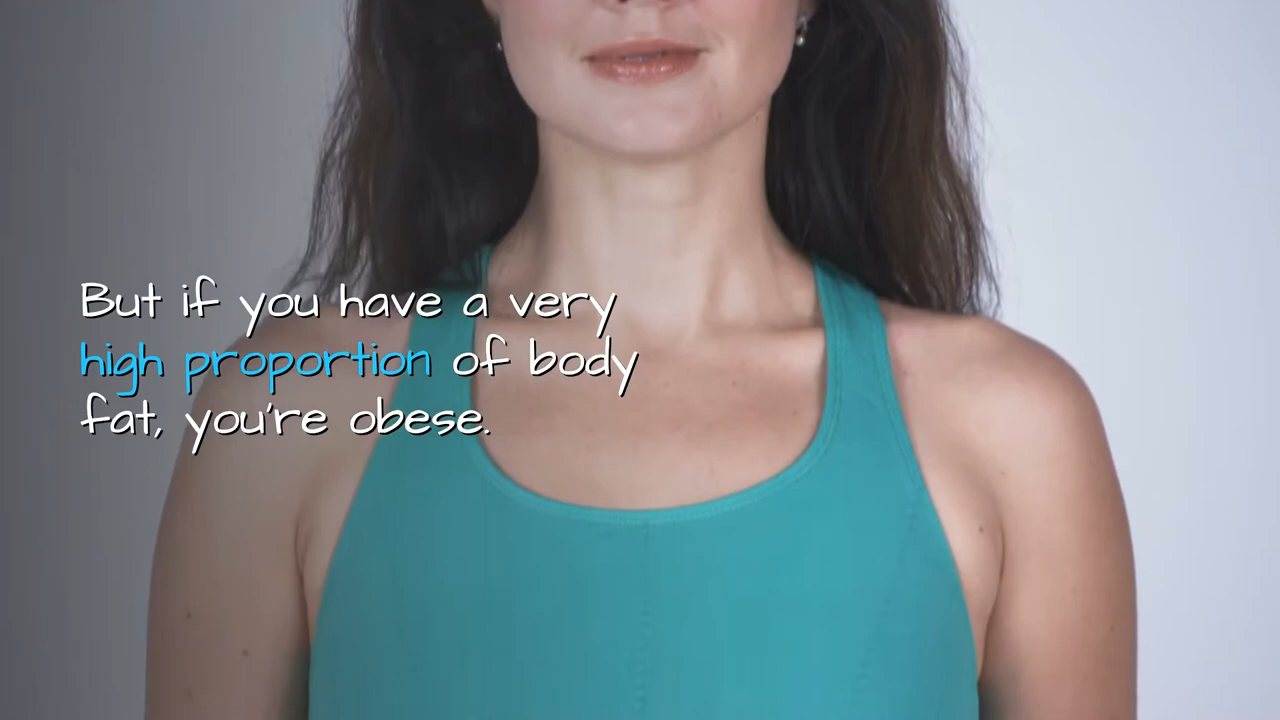 But if you have a very
high proportion of body
fat, you're obese.